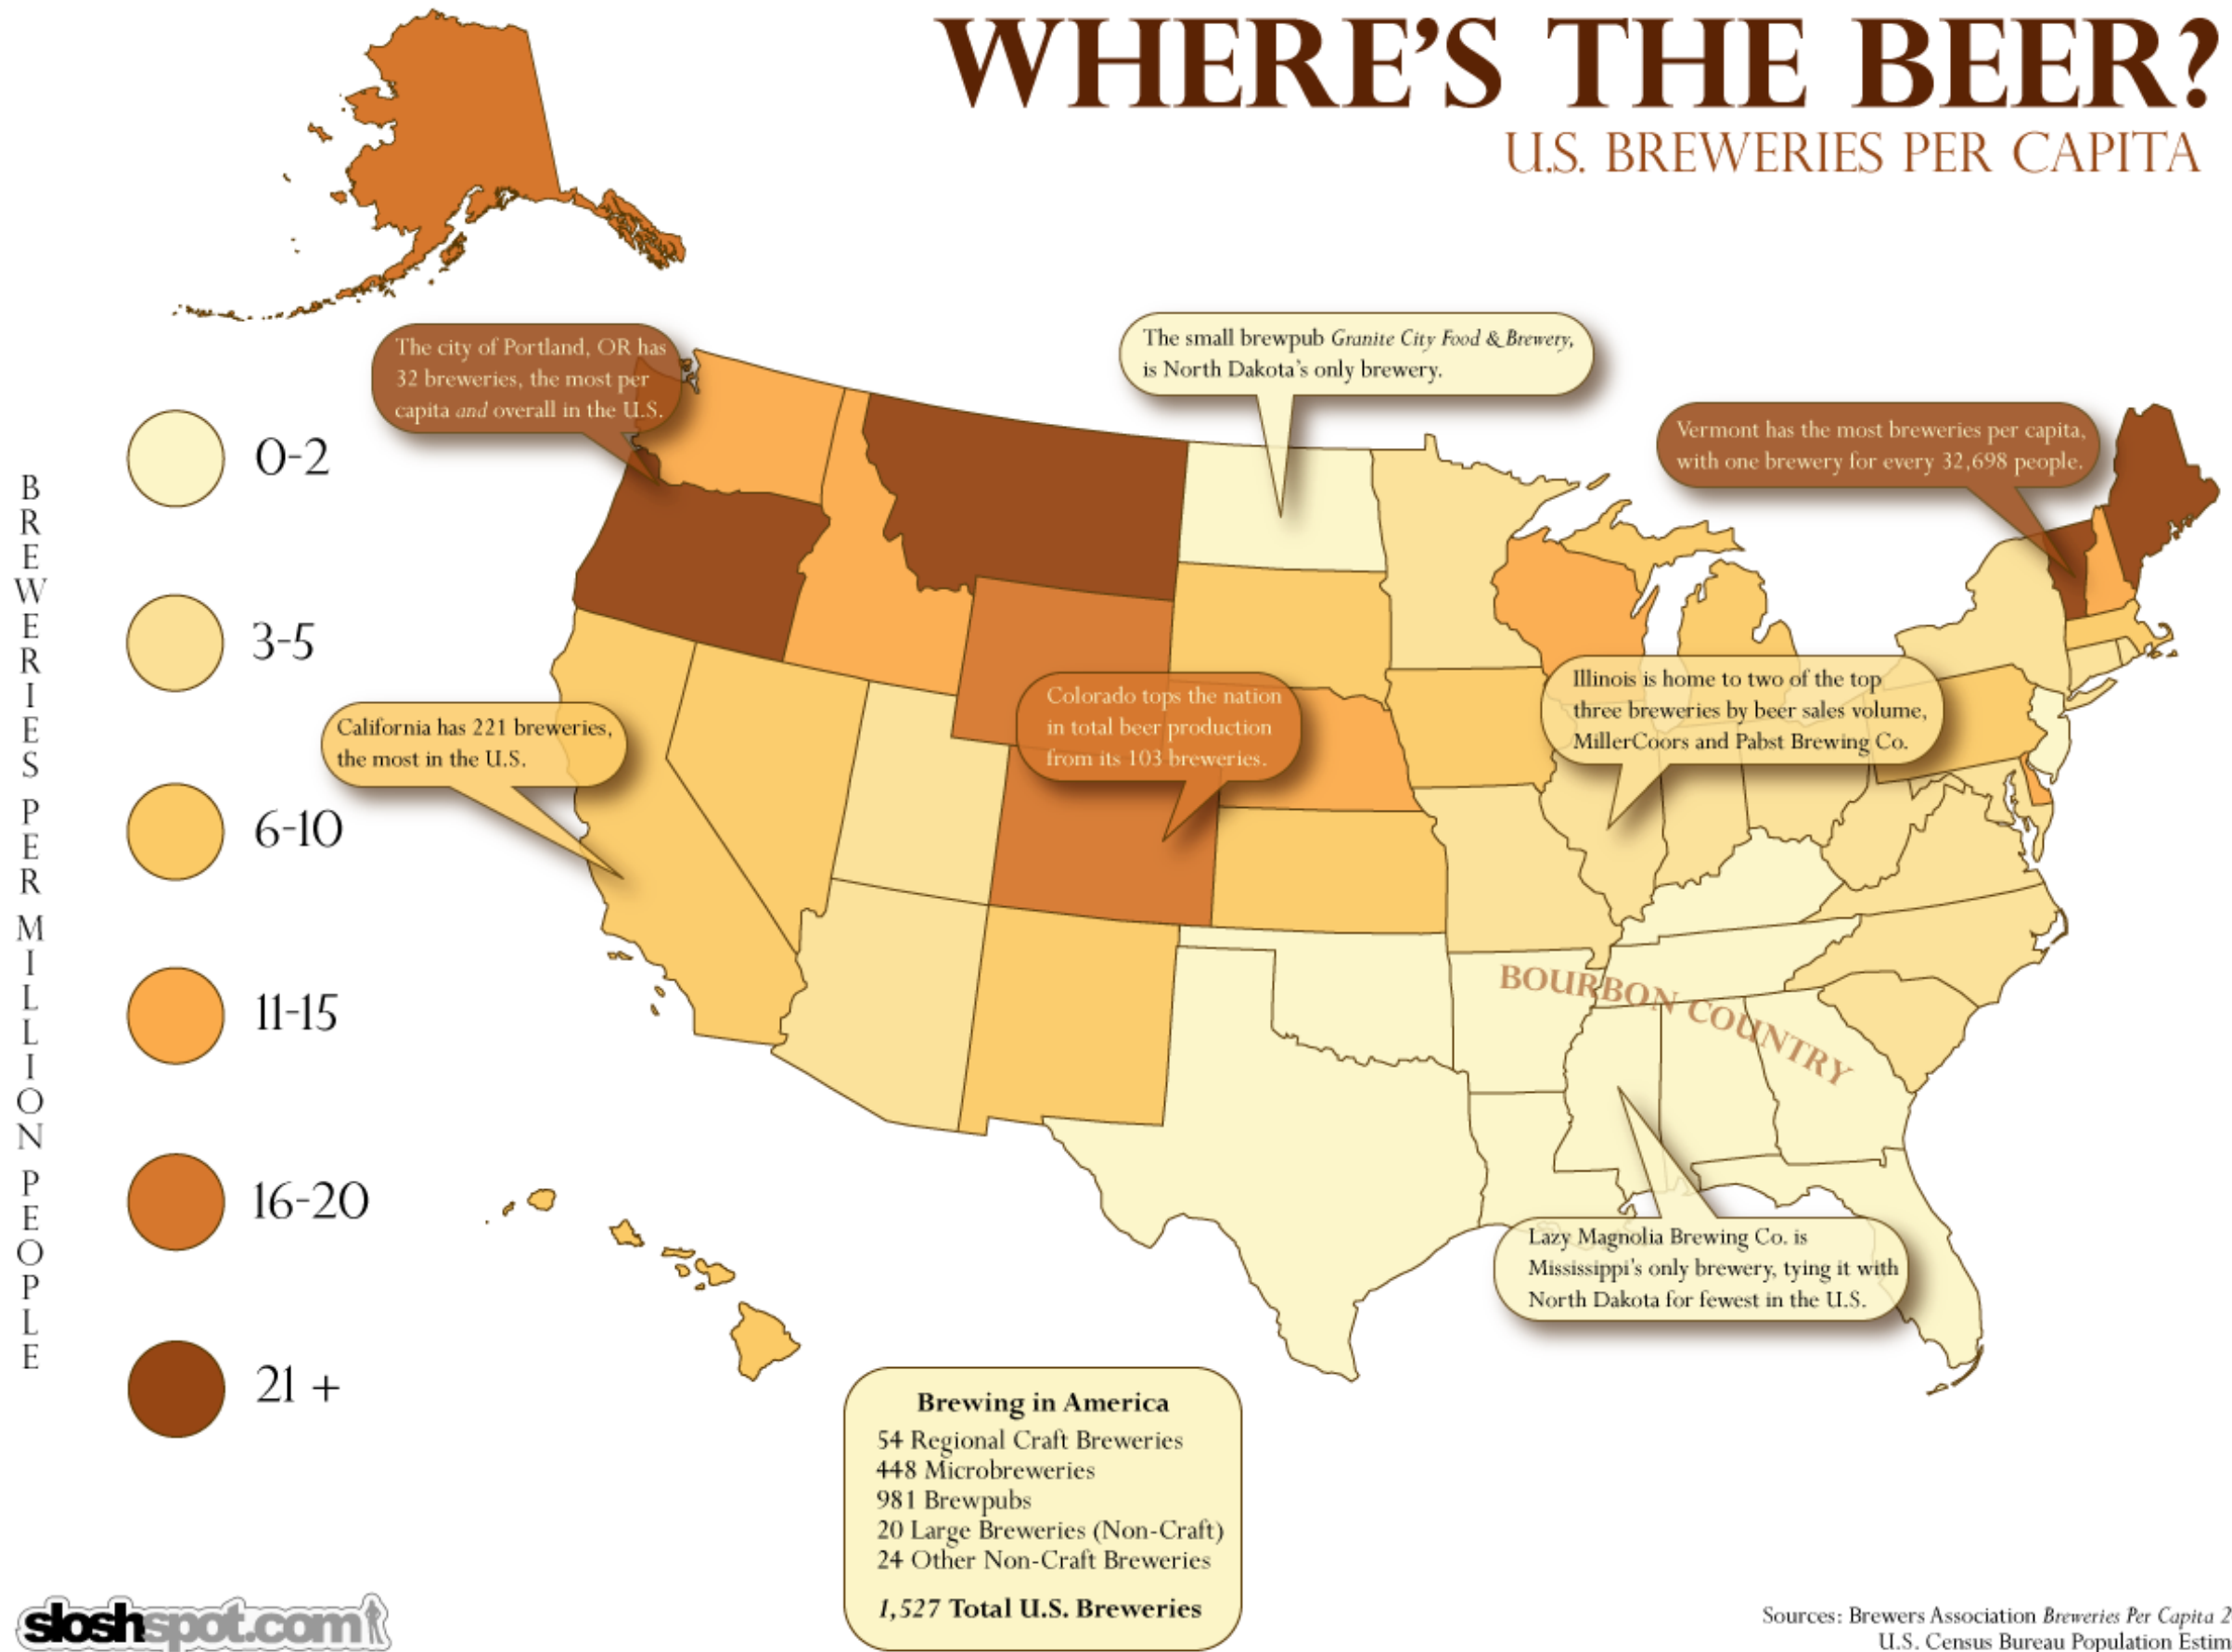 WHERE'S THE BEER?
U.S. BREWERIES PER CAPITA
The city of Portland, OR has
32 breweries, the most per
capita and overall in the U.S.
The small brewpub Granite City Food & Brewery,
is North Dakota's only brewery.
Vermont has the most breweries per capita,
with one brewery for every 32,698 people.
BREWERIES PER MILLION PEOPLE
0-2
3-5
6-10
11-15
16-20
21 +
California has 221 breweries,
the most in the U.S.
Colorado tops the nation
in total beer production
from its 103 breweries.
Illinois is home to two of the top
three breweries by beer sales volume,
MillerCoors and Pabst Brewing Co.
BOURBON COUNTRY
Lazy Magnolia Brewing Co. is
Mississippi's only brewery, tying it with
North Dakota for fewest in the U.S.
Brewing in America
54 Regional Craft Breweries
448 Microbreweries
981 Brewpubs
20 Large Breweries (Non-Craft)
24 Other Non-Craft Breweries
1,527 Total U.S. Breweries
sloshspot.com
Sources: Brewers Association Breweries Per Capita 2
U.S. Census Bureau Population Estim